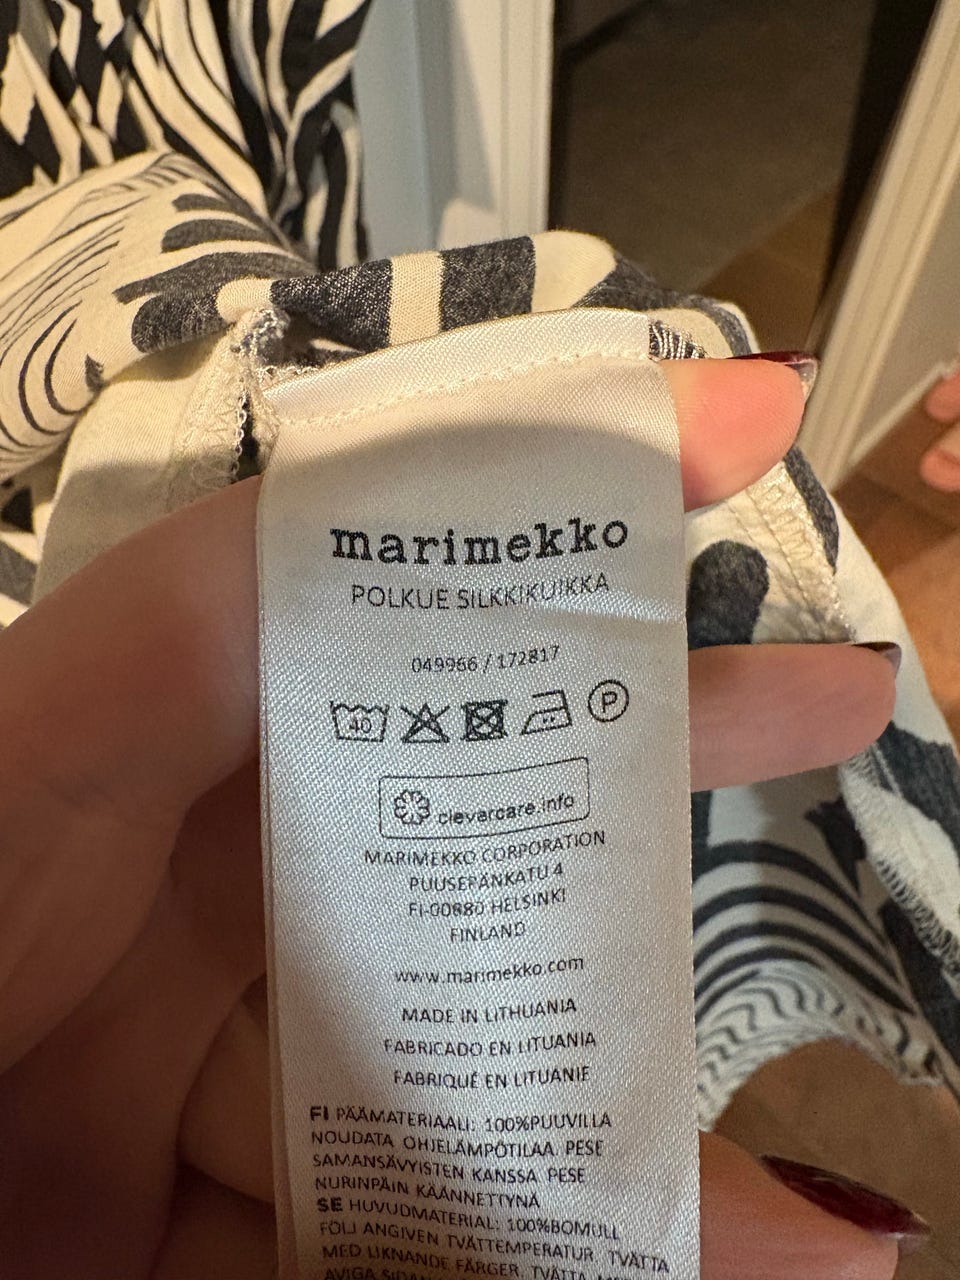 marimekko
POLKUE SILKKIKUIKKA
049966 / 172817
40
P
clevercare.info
MARIMEKKO CORPORATION
PUUSEPÄNKATU 4
FI-00880 HELSINKI
FINLAND
www.marimekko.com
MADE IN LITHUANIA
FABRICADO EN LITUANIA
FABRIQUÉ EN LITUANIE
FI PÄÄMATERIAALI: 100%PUUVILLA
NOUDATA OHJELÄMPÖTILAA. PESE
SAMANSÄVYISTEN KANSSA PESE
NURINPÄIN KÄÄNNETTYNÄ
SE HUVUDMATERIAL: 100%BOMULL
FÖLJ ANGIVEN TVÄTTEMPERATUR. TVÄTTA
MED LIKNANDE FÄRGER. TVÄTTA